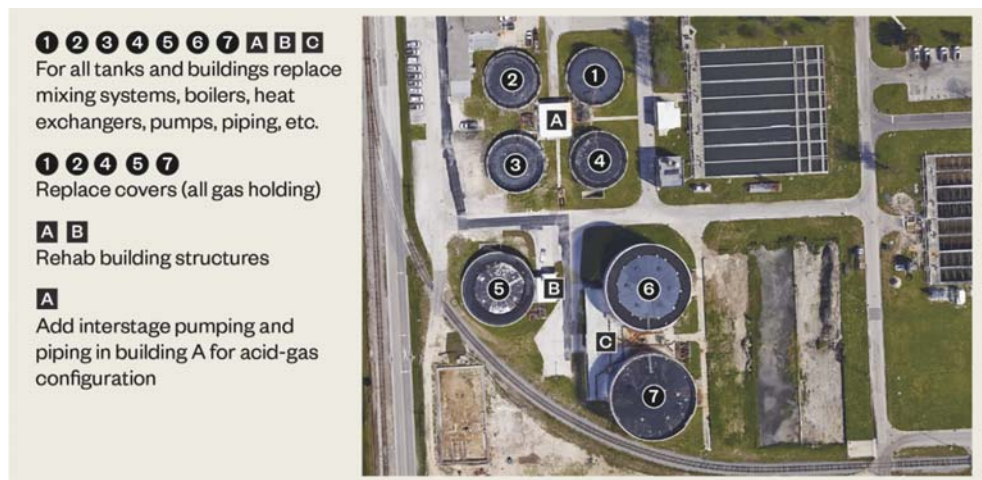 1 2 3 4 5 6 7 A B C
For all tanks and buildings replace
mixing systems, boilers, heat
exchangers, pumps, piping, etc.
1 2 4 5 7
Replace covers (all gas holding)
A B
Rehab building structures
A
Add interstage pumping and
piping in building A for acid-gas
configuration
2 1
A
3 4
5 B 6
C
7